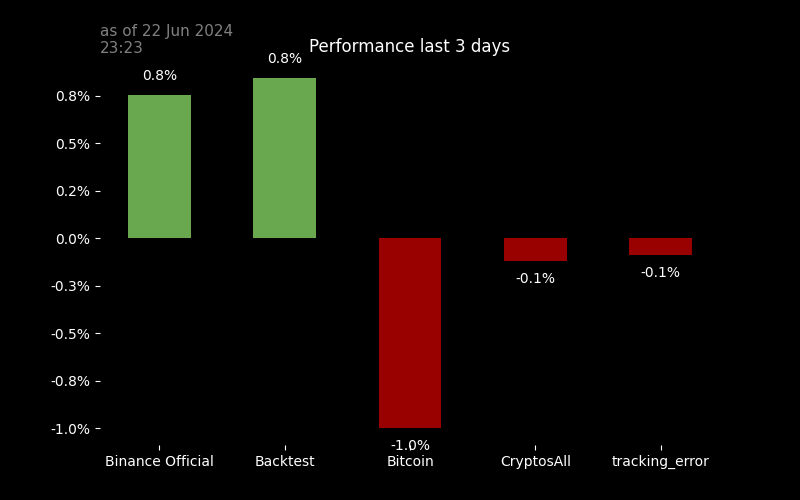 as of 22 Jun 2024
23:23
Performance last 3 days
0.8%
0.8%
0.8%
0.5%
0.2%
0.0%
-0.3%
-0.5%
-0.8%
-1.0%
-0.1%
-0.1%
-1.0%
Binance Official
Backtest
Bitcoin
CryptosAll
tracking_error